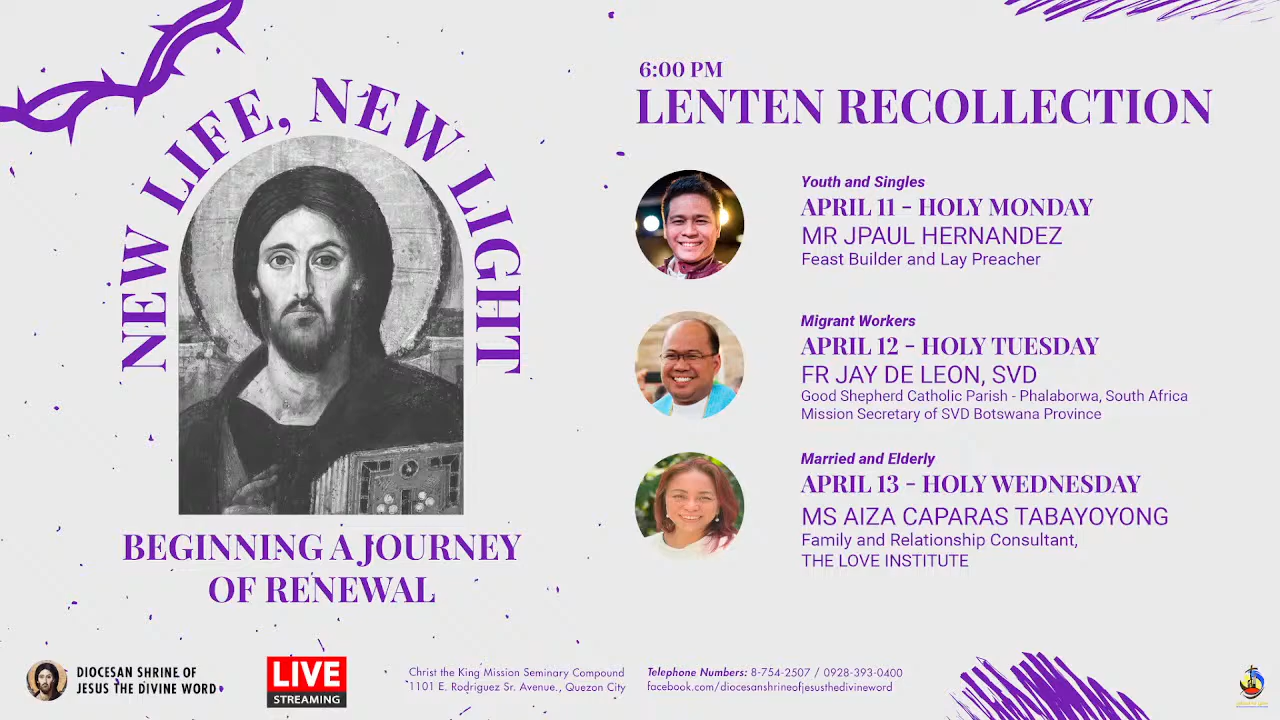 NEW LIFE, NEW LIGHT
BEGINNING A JOURNEY
OF RENEWAL
6:00 PM
LENTEN RECOLLECTION
Youth and Singles
APRIL 11 - HOLY MONDAY
MR JPAUL HERNANDEZ
Feast Builder and Lay Preacher
Migrant Workers
APRIL 12 - HOLY TUESDAY
FR JAY DE LEON, SVD
Good Shepherd Catholic Parish - Phalaborwa, South Africa
Mission Secretary of SVD Botswana Province
Married and Elderly
APRIL 13 - HOLY WEDNESDAY
MS AIZA CAPARAS TABAYOYONG
Family and Relationship Consultant,
THE LOVE INSTITUTE
DIOCESAN SHRINE OF
JESUS THE DIVINE WORD
LIVE
STREAMING
Christ the King Mission Seminary Compound
1101 E. Rodriguez Sr. Avenue., Quezon City
Telephone Numbers: 8-754-2507 / 0928-393-0400
facebook.com/diocesanshrineofjesusthedivineword